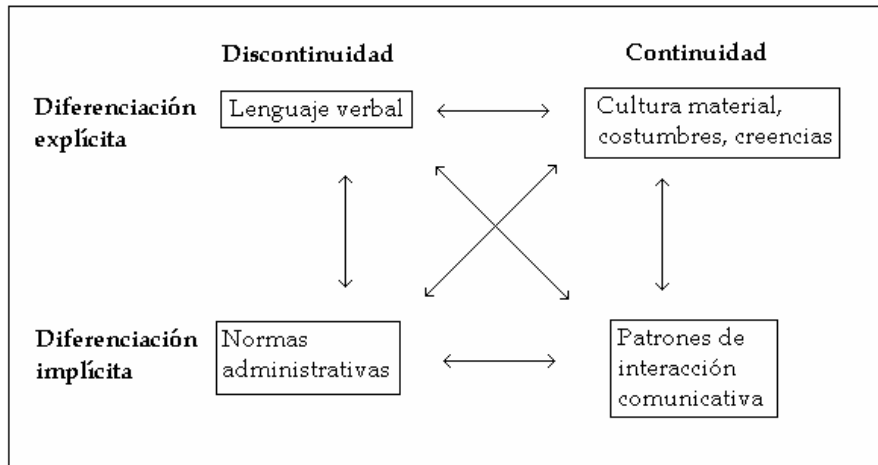 Discontinuidad
Continuidad
Diferenciación
explícita
Lenguaje verbal
Cultura material,
costumbres, creencias
Diferenciación
implícita
Normas
administrativas
Patrones de
interacción
comunicativa